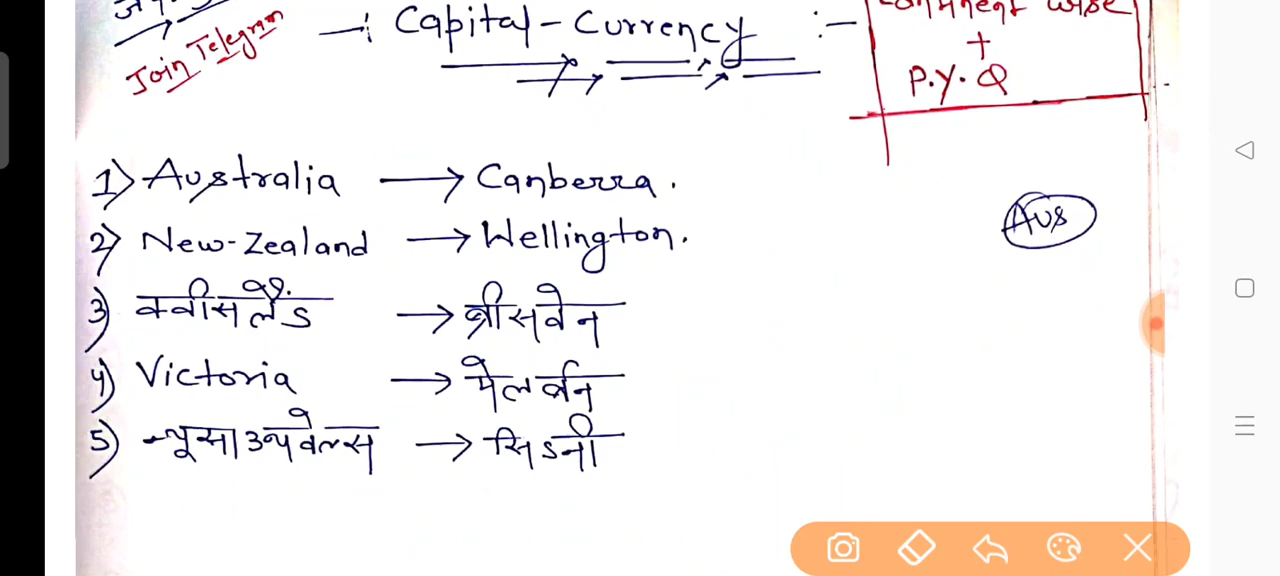 Join Telegram
Capital-Currency :-
wise
+
P.Y.Q
1) Australia → Canberra.
Aus
2) New-Zealand → Wellington.
3) क्वींसलैंड → ब्रीसबेन
4) Victoria → मेलबर्न
5) न्यूसाउथवेल्स → सिडनी